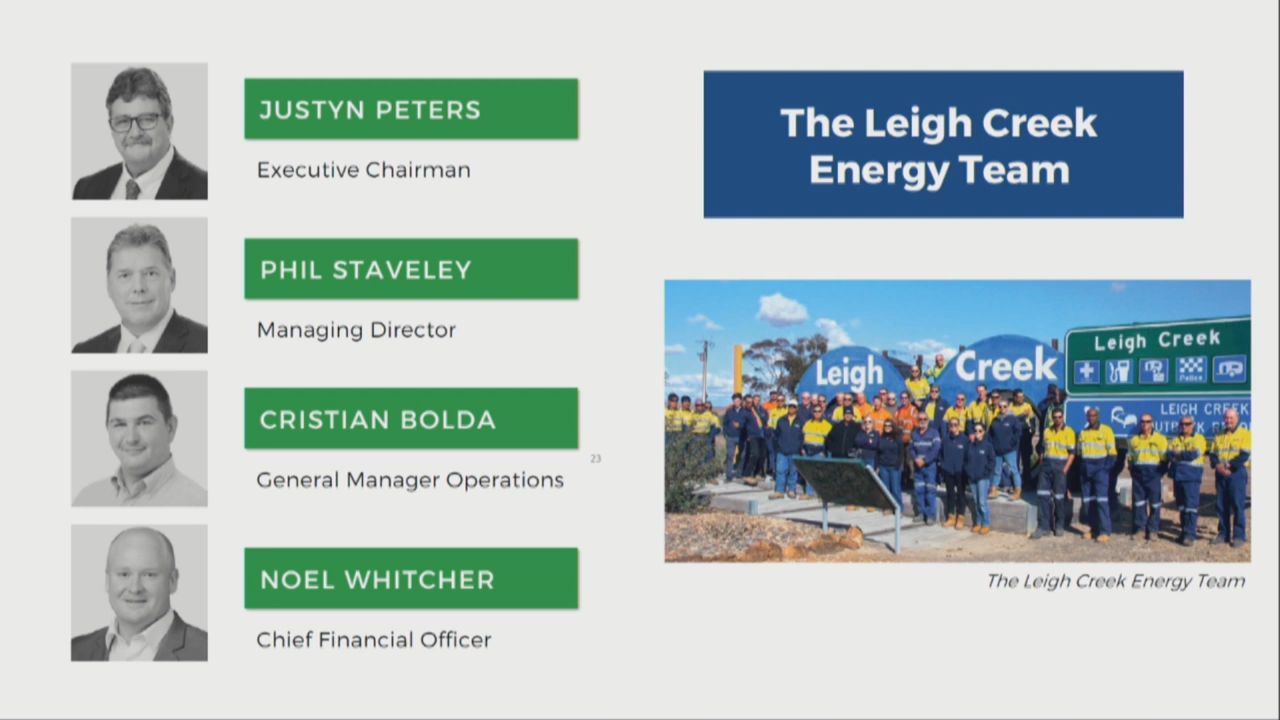 JUSTYN PETERS
Executive Chairman
PHIL STAVELEY
Managing Director
CRISTIAN BOLDA
General Manager Operations
23
NOEL WHITCHER
Chief Financial Officer
The Leigh Creek
Energy Team
Leigh Creek
Leigh Creek
Police
LEIGH CREEK
The Leigh Creek Energy Team